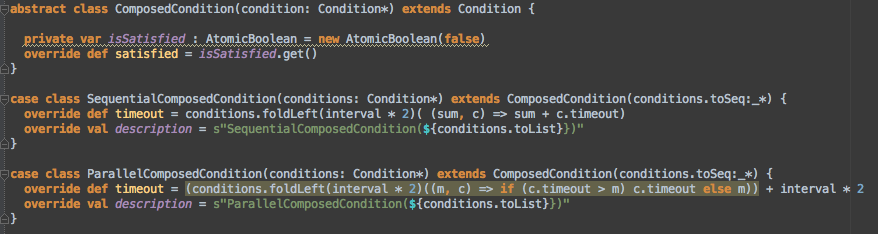 abstract class ComposedCondition(condition: Condition*) extends Condition {
private var isSatisfied : AtomicBoolean = new AtomicBoolean(false)
override def satisfied = isSatisfied.get()
}
case class SequentialComposedCondition(conditions: Condition*) extends ComposedCondition(conditions.toSeq:_*) {
override def timeout = conditions.foldLeft(interval * 2)( (sum, c) => sum + c.timeout)
override val description = s"SequentialComposedCondition(${conditions.toList}})"
}
case class ParallelComposedCondition(conditions: Condition*) extends ComposedCondition(conditions.toSeq:_*) {
override def timeout = (conditions.foldLeft(interval * 2)((m, c) => if (c.timeout > m) c.timeout else m)) + interval * 2
override val description = s"ParallelComposedCondition(${conditions.toList}})"
}